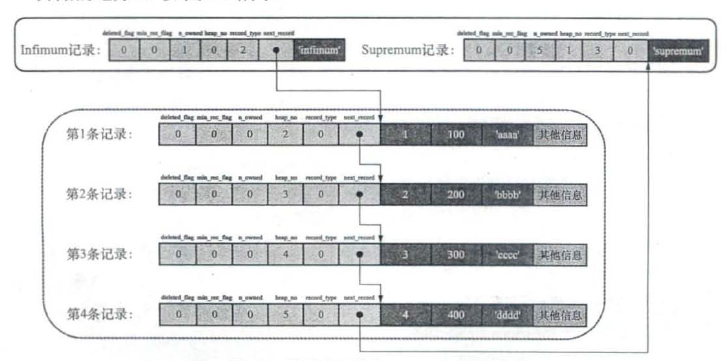 deleted_flag min_rec_flag n_owned heap_no record_type next_record
Infimum记录: 0 0 1 0 2 'infimum'
deleted_flag min_rec_flag n_owned heap_no record_type next_record
Supremum记录: 0 0 5 1 3 0 'supremum'
deleted_flag min_rec_flag n_owned heap_no record_type next_record
第1条记录: 0 0 0 2 0 1 100 'aaaa' 其他信息
deleted_flag min_rec_flag n_owned heap_no record_type next_record
第2条记录: 0 0 0 3 0 2 200 'bbbb' 其他信息
deleted_flag min_rec_flag n_owned heap_no record_type next_record
第3条记录: 0 0 0 4 0 3 300 'cccc' 其他信息
deleted_flag min_rec_flag n_owned heap_no record_type next_record
第4条记录: 0 0 0 5 0 4 400 'dddd' 其他信息